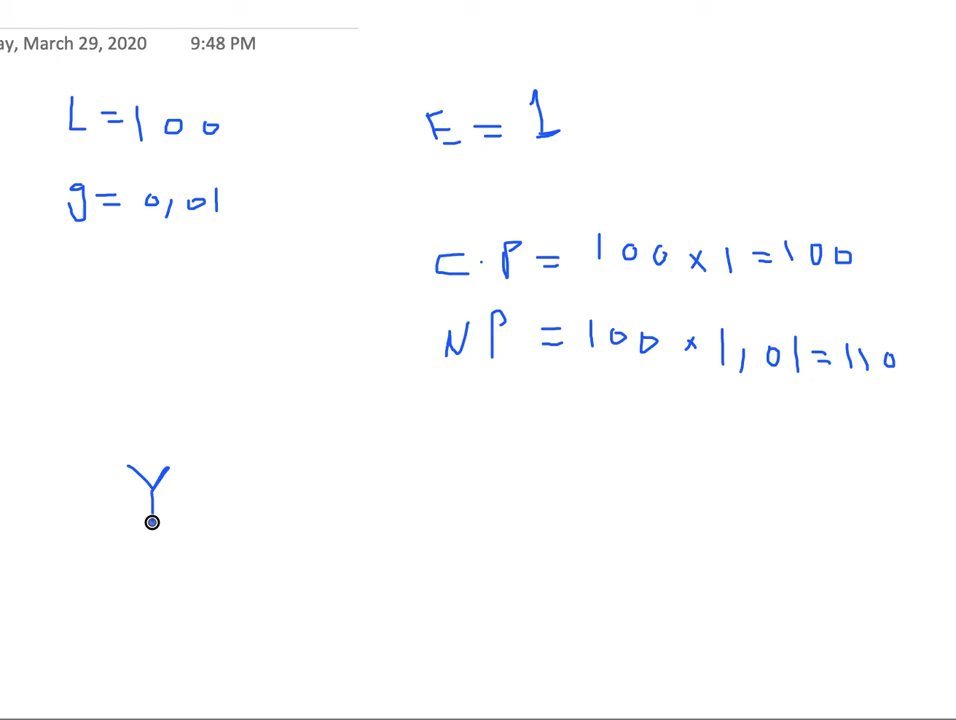 ay, March 29, 2020 9:48 PM
L = 100
E = 1
g = 0,01
C.P = 100 x 1 = 100
NP = 100 x 1,01 = 110
Y